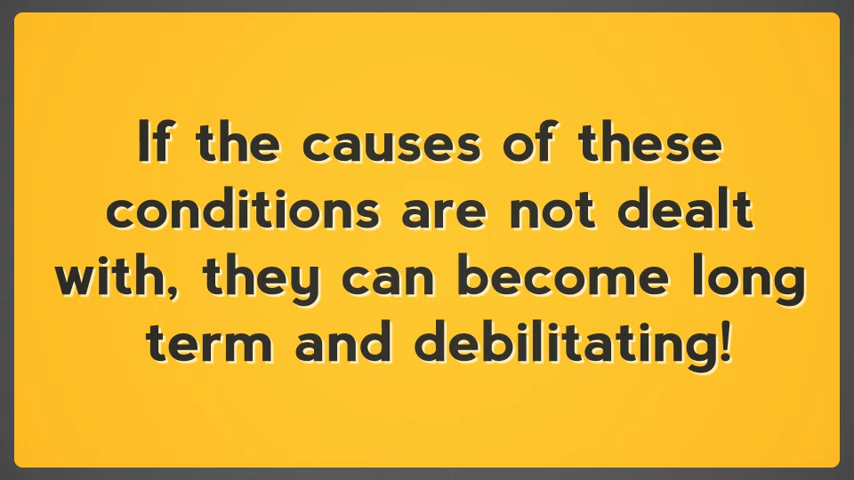 If the causes of these
conditions are not dealt
with, they can become long
term and debilitating!